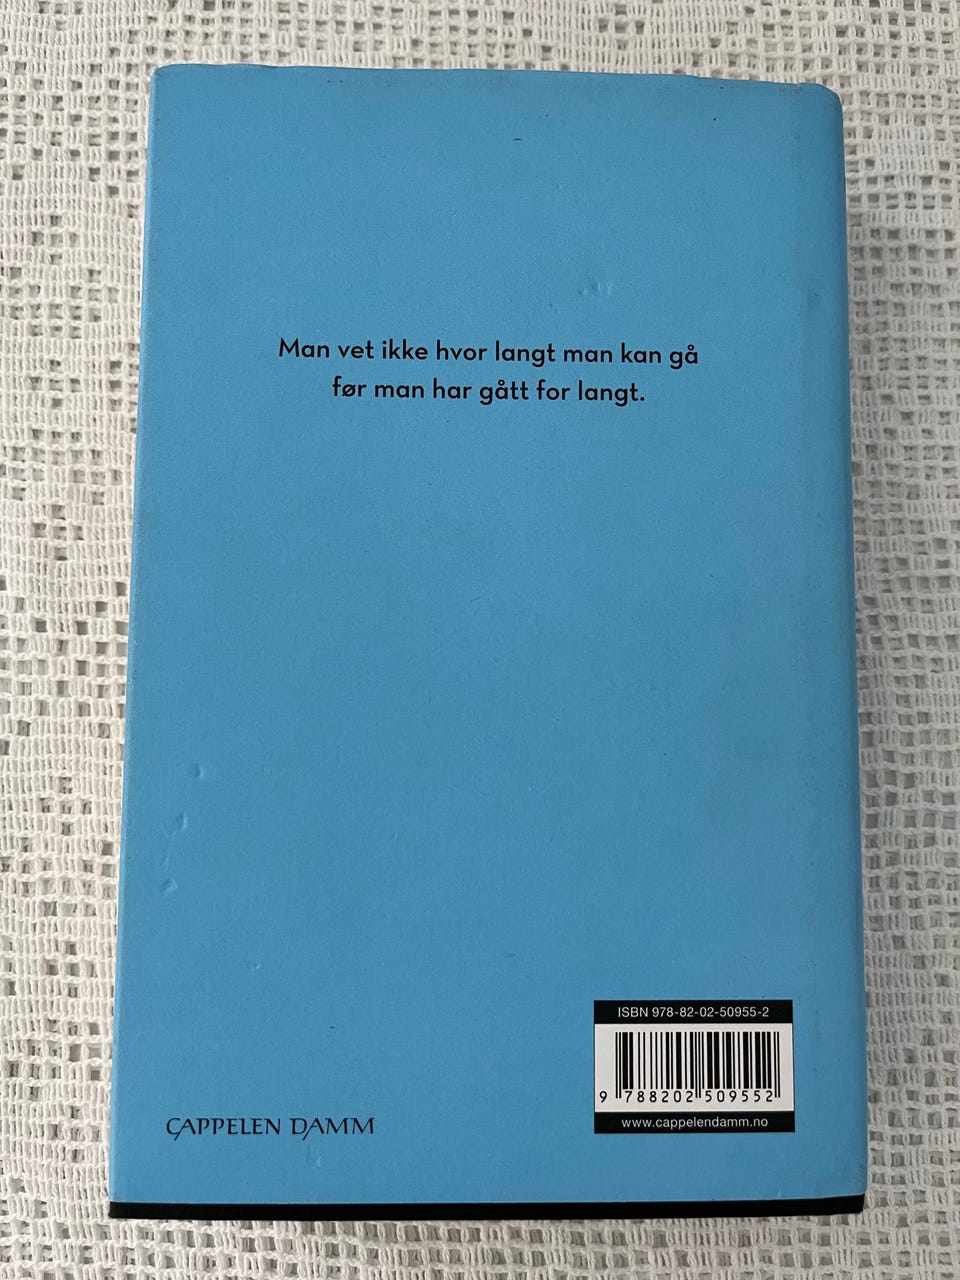 Man vet ikke hvor langt man kan gå
før man har gått for langt.
ISBN 978-82-02-50955-2
9 788202 509552
www.cappelendamm.no
CAPPELEN DAMM